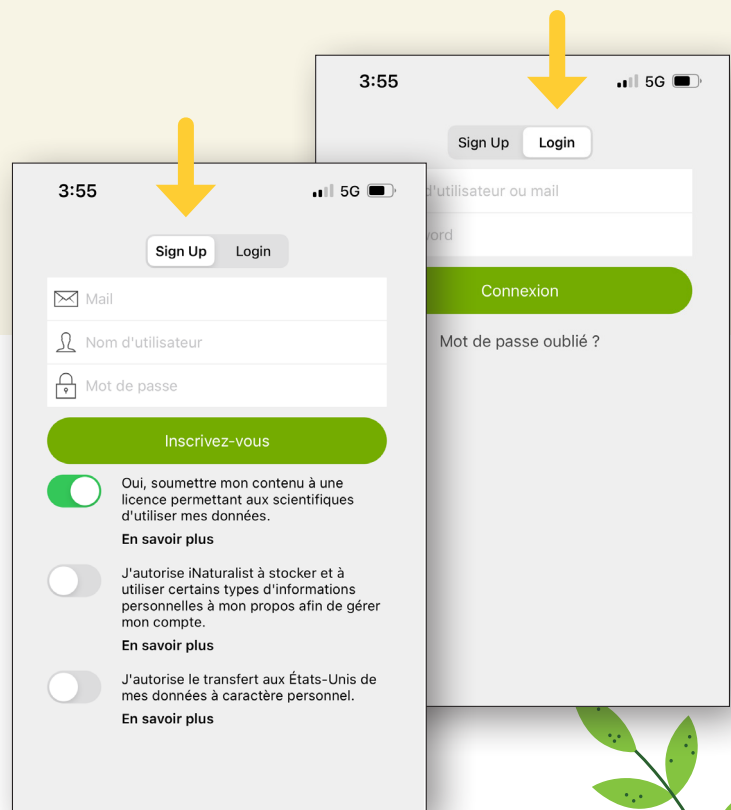 3:55
5G
Sign Up Login
d'utilisateur ou mail
word
Connexion
Mot de passe oublié ?
3:55
5G
Sign Up Login
Mail
Nom d'utilisateur
Mot de passe
Inscrivez-vous
Oui, soumettre mon contenu à une
licence permettant aux scientifiques
d'utiliser mes données.
En savoir plus
J'autorise iNaturalist à stocker et à
utiliser certains types d'informations
personnelles à mon propos afin de gérer
mon compte.
En savoir plus
J'autorise le transfert aux États-Unis de
mes données à caractère personnel.
En savoir plus